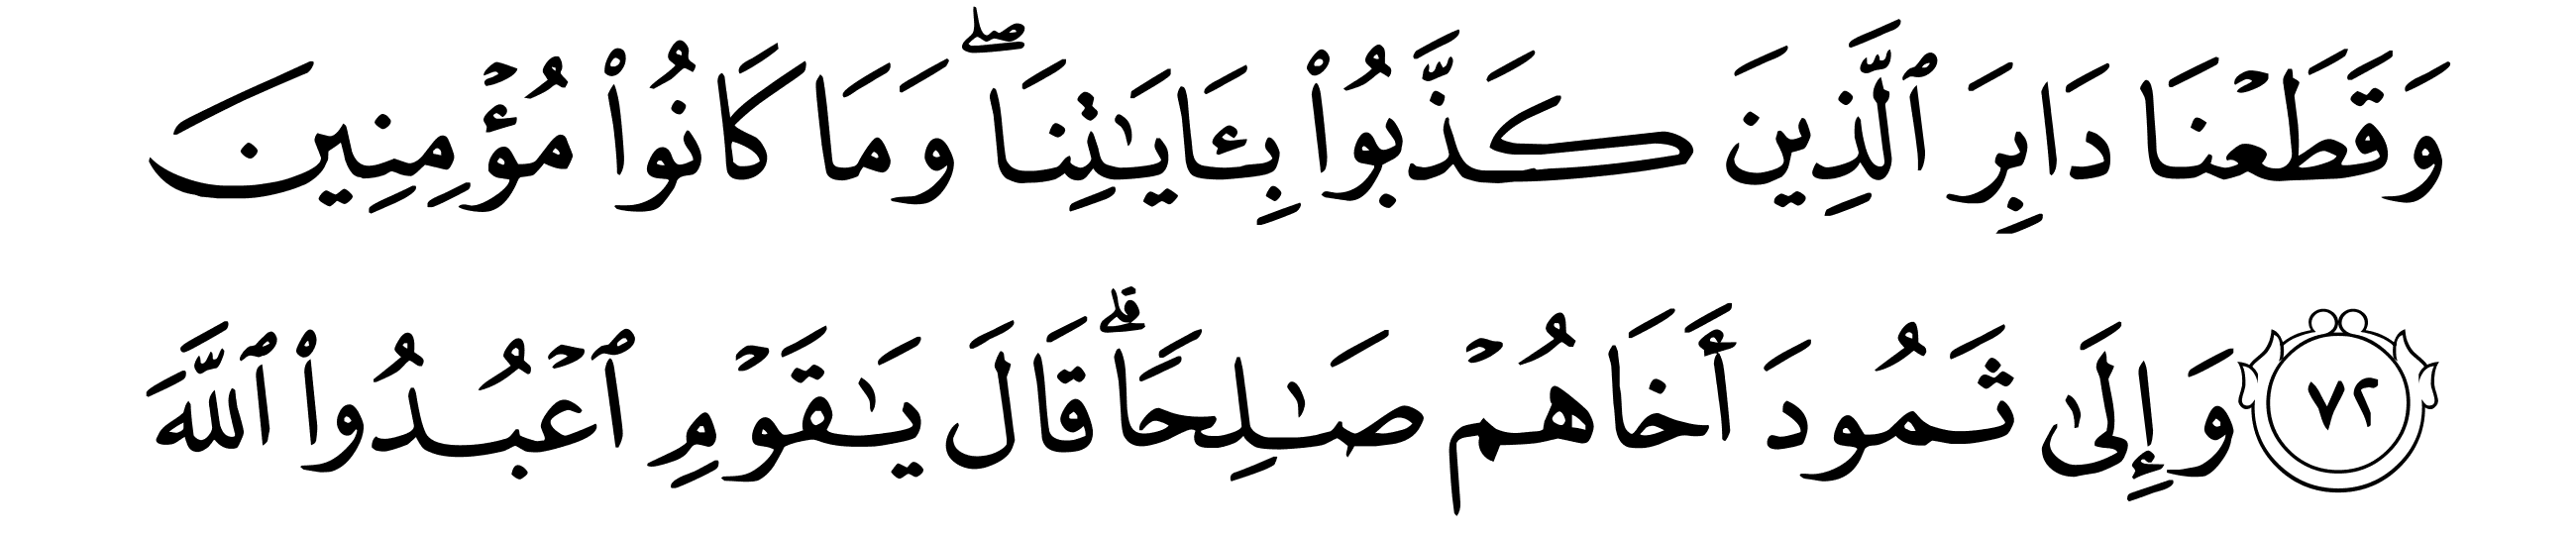 وَقَطَعْنَا دَابِرَ ٱلَّذِينَ كَذَّبُوا۟ بِـَٔايَـٰتِنَا ۖ وَمَا كَانُوا۟ مُؤْمِنِينَ
٧٢ وَإِلَىٰ ثَمُودَ أَخَاهُمْ صَـٰلِحًا ۗ قَالَ يَـٰقَوْمِ ٱعْبُدُوا۟ ٱللَّهَ